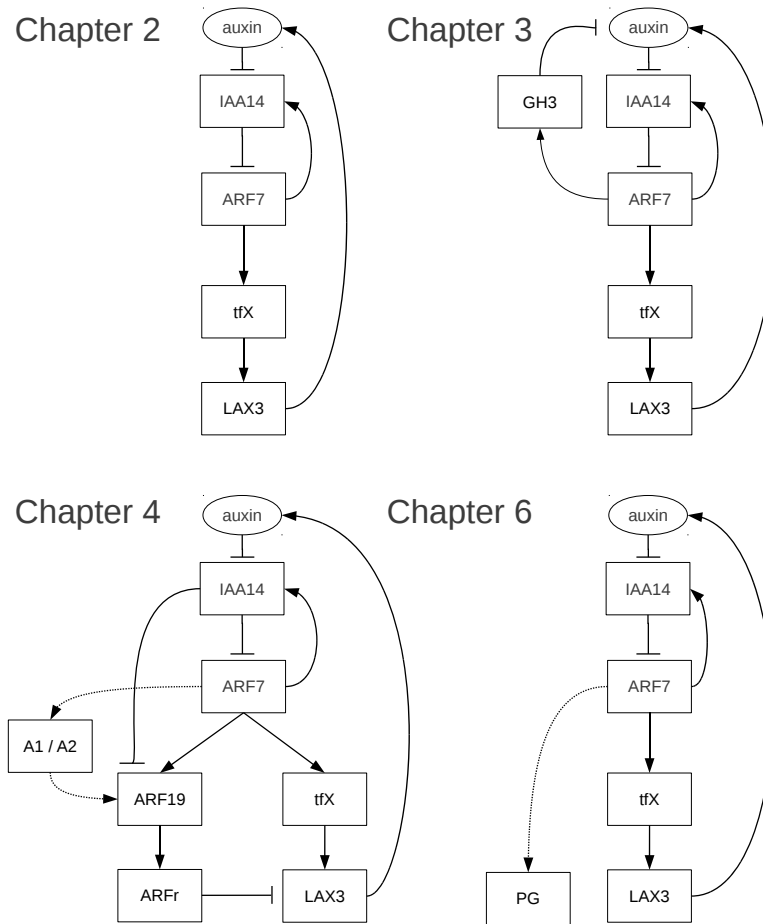 Chapter 2
auxin
IAA14
ARF7
tfX
LAX3
Chapter 3
auxin
GH3
IAA14
ARF7
tfX
LAX3
Chapter 4
auxin
IAA14
ARF7
A1 / A2
ARF19
tfX
ARFr
LAX3
Chapter 6
auxin
IAA14
ARF7
tfX
PG
LAX3